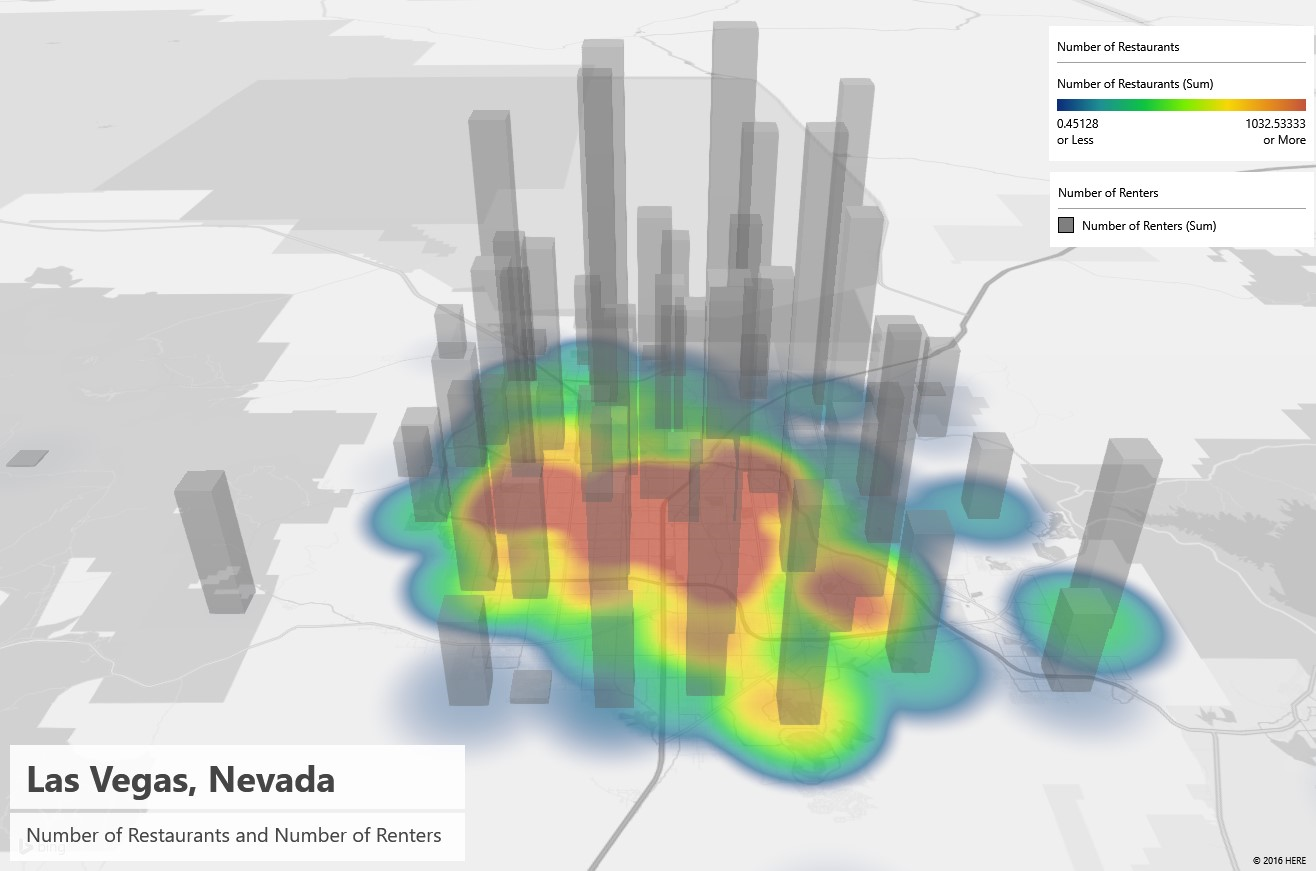 Number of Restaurants
Number of Restaurants (Sum)
0.45128 1032.53333
or Less or More
Number of Renters
Number of Renters (Sum)
Las Vegas, Nevada
Number of Restaurants and Number of Renters
bing
© 2016 HERE